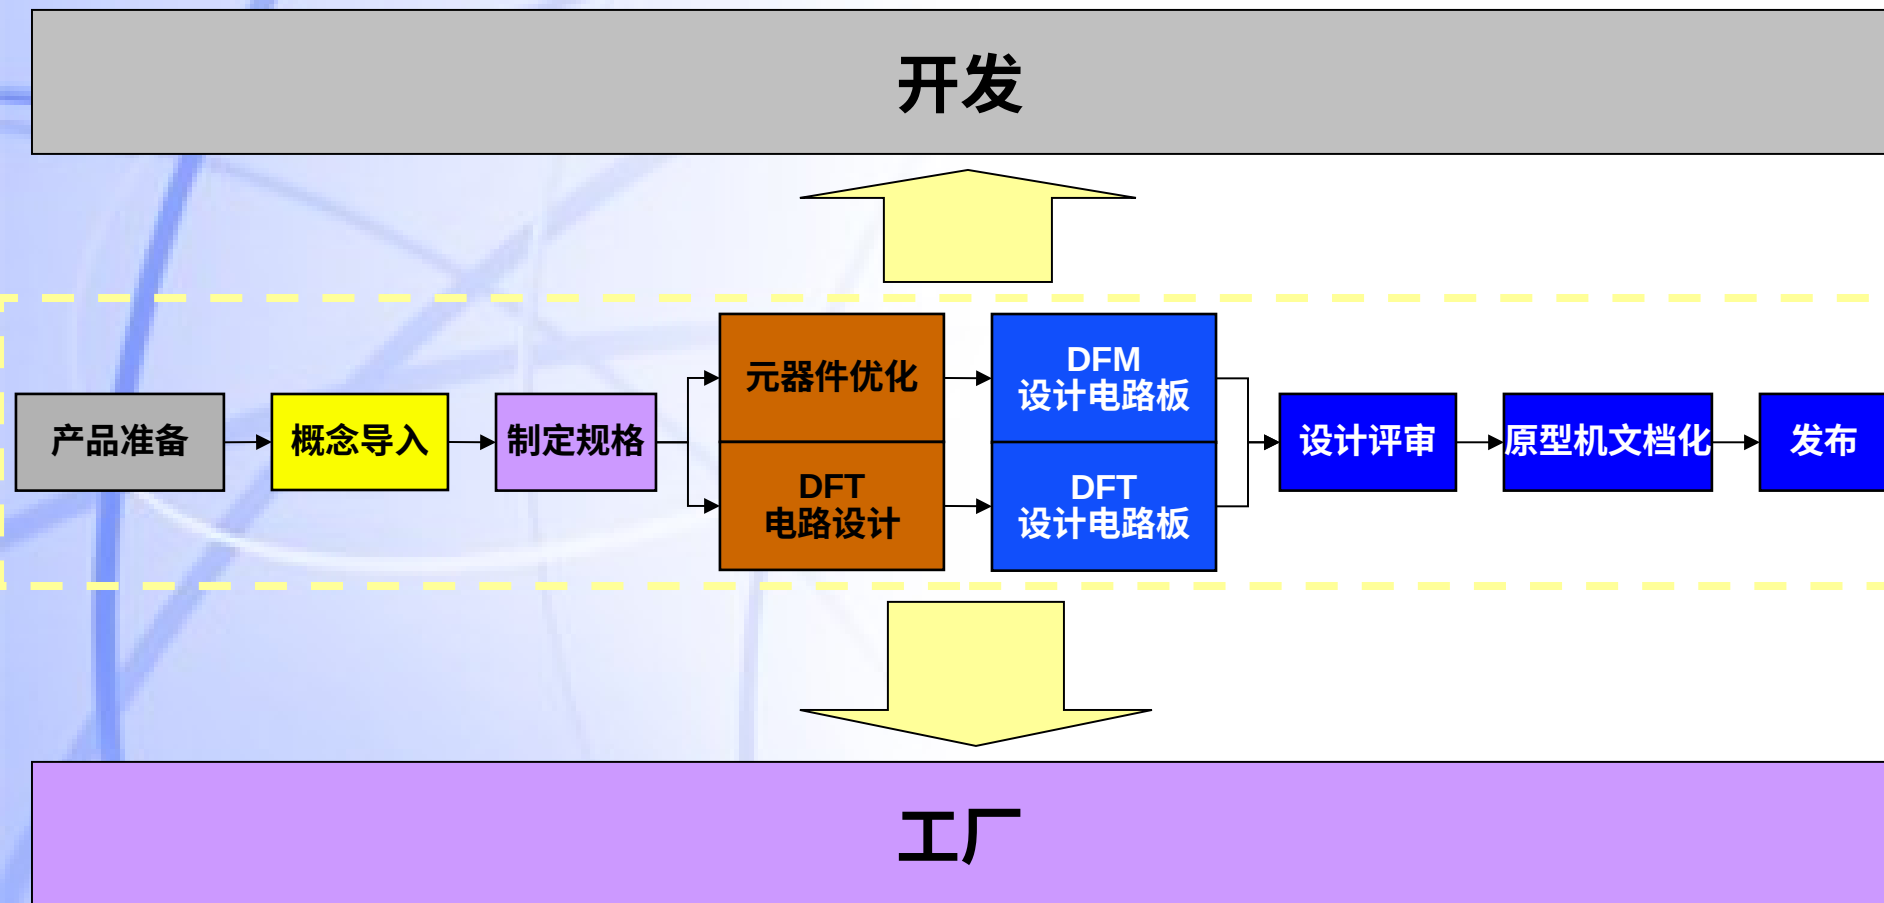 开发
产品准备
概念导入
制定规格
元器件优化
DFT
电路设计
DFM
设计电路板
DFT
设计电路板
设计评审
原型机文档化
发布
工厂